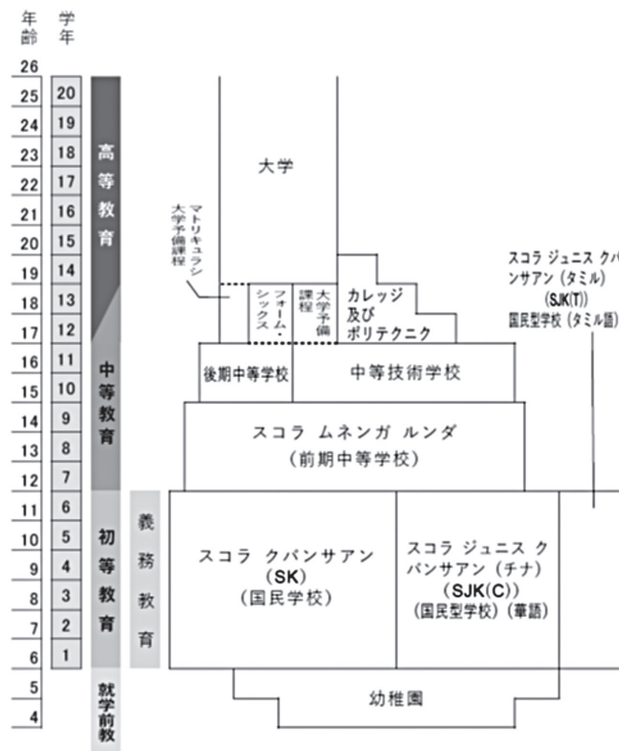 年齢
学年
26
25
24
23
22
21
20
19
18
17
16
15
14
13
12
11
10
9
8
7
6
5
4
20
19
18
17
16
15
14
13
12
11
10
9
8
7
6
5
4
3
2
1
高等教育
中等教育
初等教育
就学前教
義務教育
大学
マトリキュラシ
大学予備課程
フォーム・
シックス
大学予備
課程
カレッジ
及び
ポリテクニク
スコラ ジュニス クバ
ンサアン (タミル)
(SJK(T))
国民型学校 (タミル語)
後期中等学校
中等技術学校
スコラ ムネンガ ルンダ
(前期中等学校)
スコラ クバンサアン
(SK)
(国民学校)
スコラ ジュニス ク
バンサアン (チナ)
(SJK(C))
(国民型学校) (華語)
幼稚園